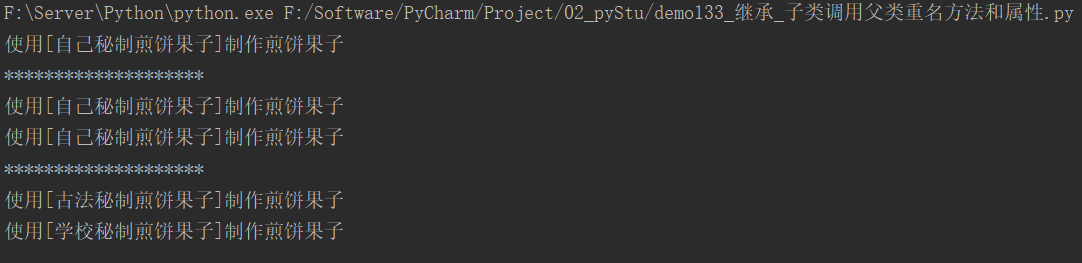 F:\Server\Python\python.exe F:/Software/PyCharm/Project/02_pyStu/demo133_继承_子类调用父类重名方法和属性.py
使用[自己秘制煎饼果子]制作煎饼果子
********************
使用[自己秘制煎饼果子]制作煎饼果子
使用[自己秘制煎饼果子]制作煎饼果子
********************
使用[古法秘制煎饼果子]制作煎饼果子
使用[学校秘制煎饼果子]制作煎饼果子